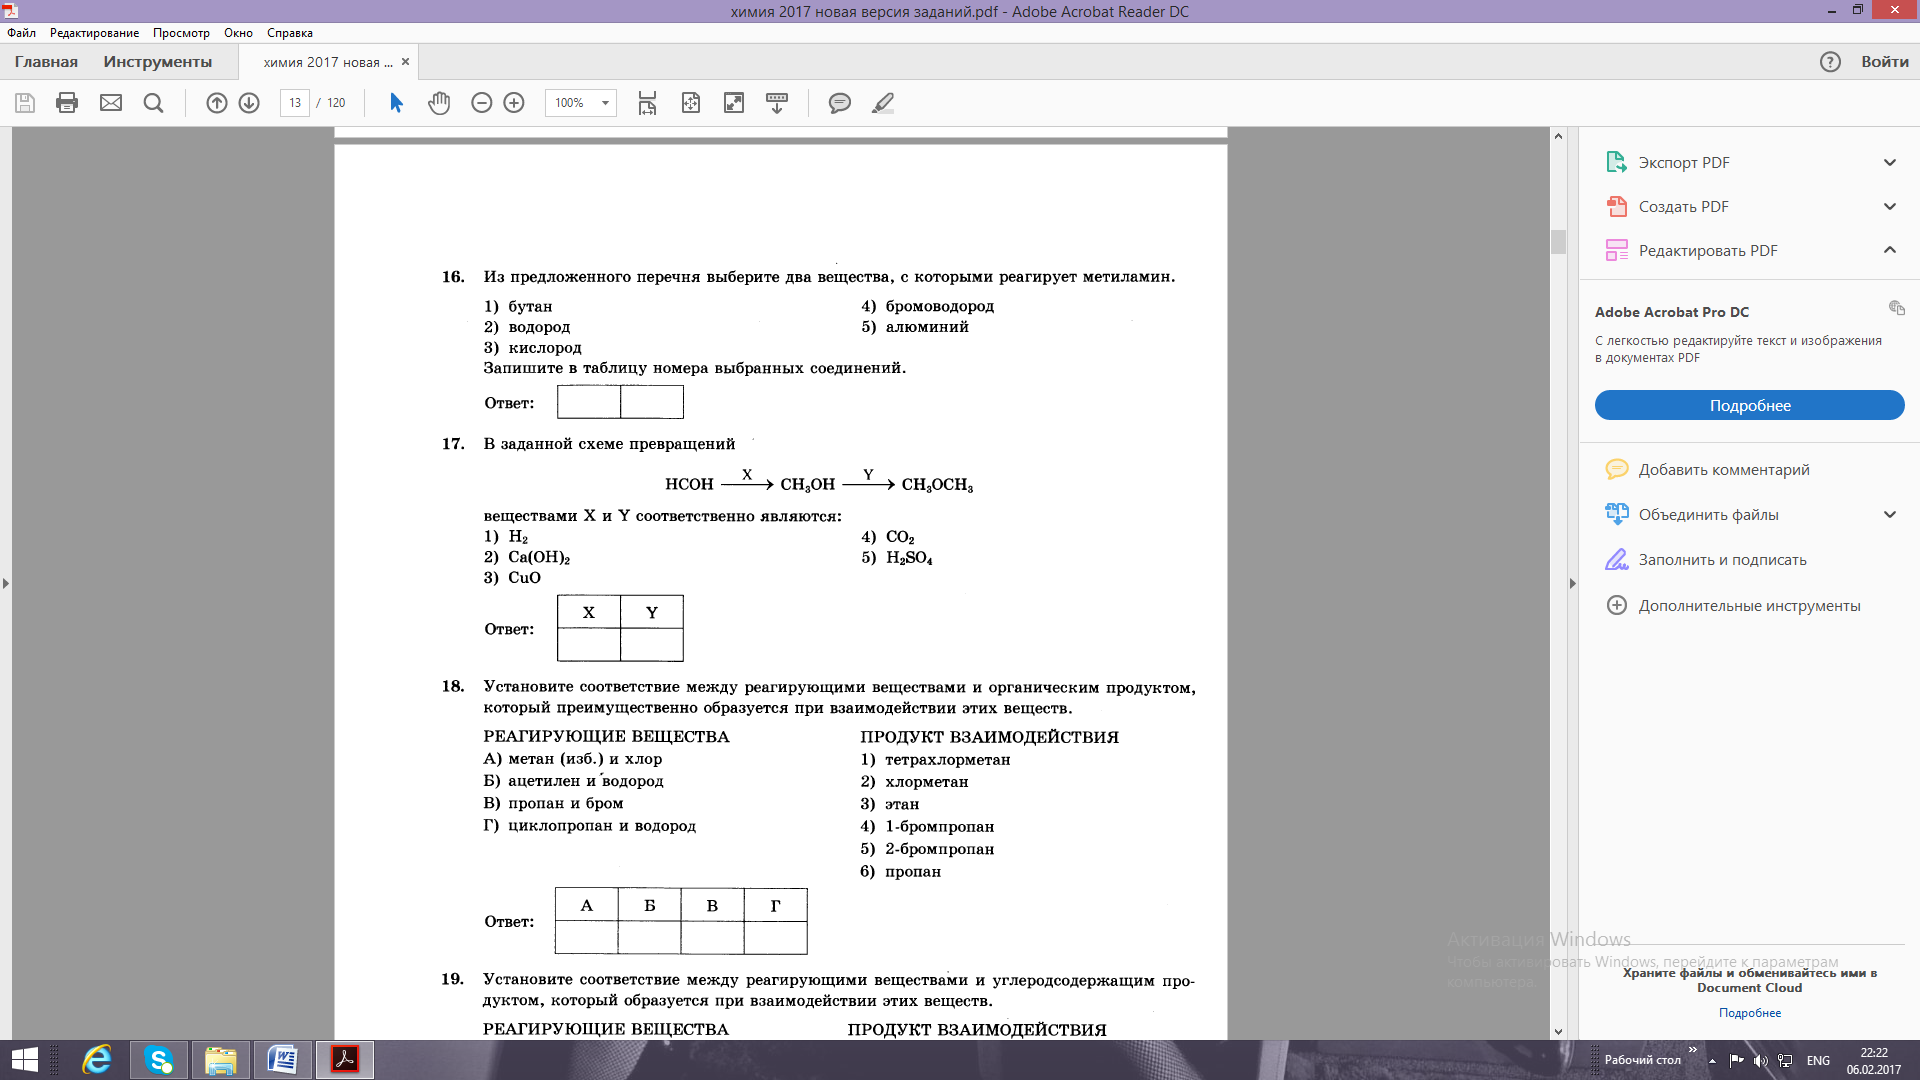 химия 2017 новая версия заданий.pdf - Adobe Acrobat Reader DC
Файл Редактирование Просмотр Окно Справка
Главная Инструменты химия 2017 новая ... × Войти
13 / 120 100%
16. Из предложенного перечня выберите два вещества, с которыми реагирует метиламин.
1) бутан 4) бромоводород
2) водород 5) алюминий
3) кислород
Запишите в таблицу номера выбранных соединений.
Ответ:
17. В заданной схеме превращений
HCOH —X→ CH₃OH —Y→ CH₃OCH₃
веществами X и Y соответственно являются:
1) H₂ 4) CO₂
2) Ca(OH)₂ 5) H₂SO₄
3) CuO
X Y
Ответ:
18. Установите соответствие между реагирующими веществами и органическим продуктом,
который преимущественно образуется при взаимодействии этих веществ.
РЕАГИРУЮЩИЕ ВЕЩЕСТВА ПРОДУКТ ВЗАИМОДЕЙСТВИЯ
А) метан (изб.) и хлор 1) тетрахлорметан
Б) ацетилен и водород 2) хлорметан
В) пропан и бром 3) этан
Г) циклопропан и водород 4) 1-бромпропан
5) 2-бромпропан
6) пропан
А Б В Г
Ответ:
19. Установите соответствие между реагирующими веществами и углеродсодержащим про-
дуктом, который образуется при взаимодействии этих веществ.
РЕАГИРУЮЩИЕ ВЕЩЕСТВА ПРОДУКТ ВЗАИМОДЕЙСТВИЯ
Экспорт PDF
Создать PDF
Редактировать PDF
Adobe Acrobat Pro DC
С легкостью редактируйте текст и изображения
в документах PDF
Подробнее
Добавить комментарий
Объединить файлы
Заполнить и подписать
Дополнительные инструменты
Активация Windows
Чтобы активировать Windows, перейдите к параметрам
компьютера.
Храните файлы и обменивайтесь ими в
Document Cloud
Подробнее
Рабочий стол » ENG 22:22
06.02.2017